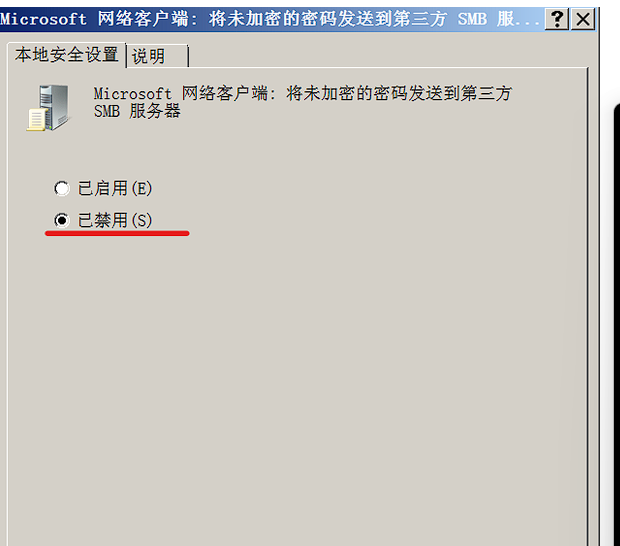 Microsoft 网络客户端: 将未加密的密码发送到第三方 SMB 服...
本地安全设置 说明
Microsoft 网络客户端: 将未加密的密码发送到第三方
SMB 服务器
已启用(E)
已禁用(S)